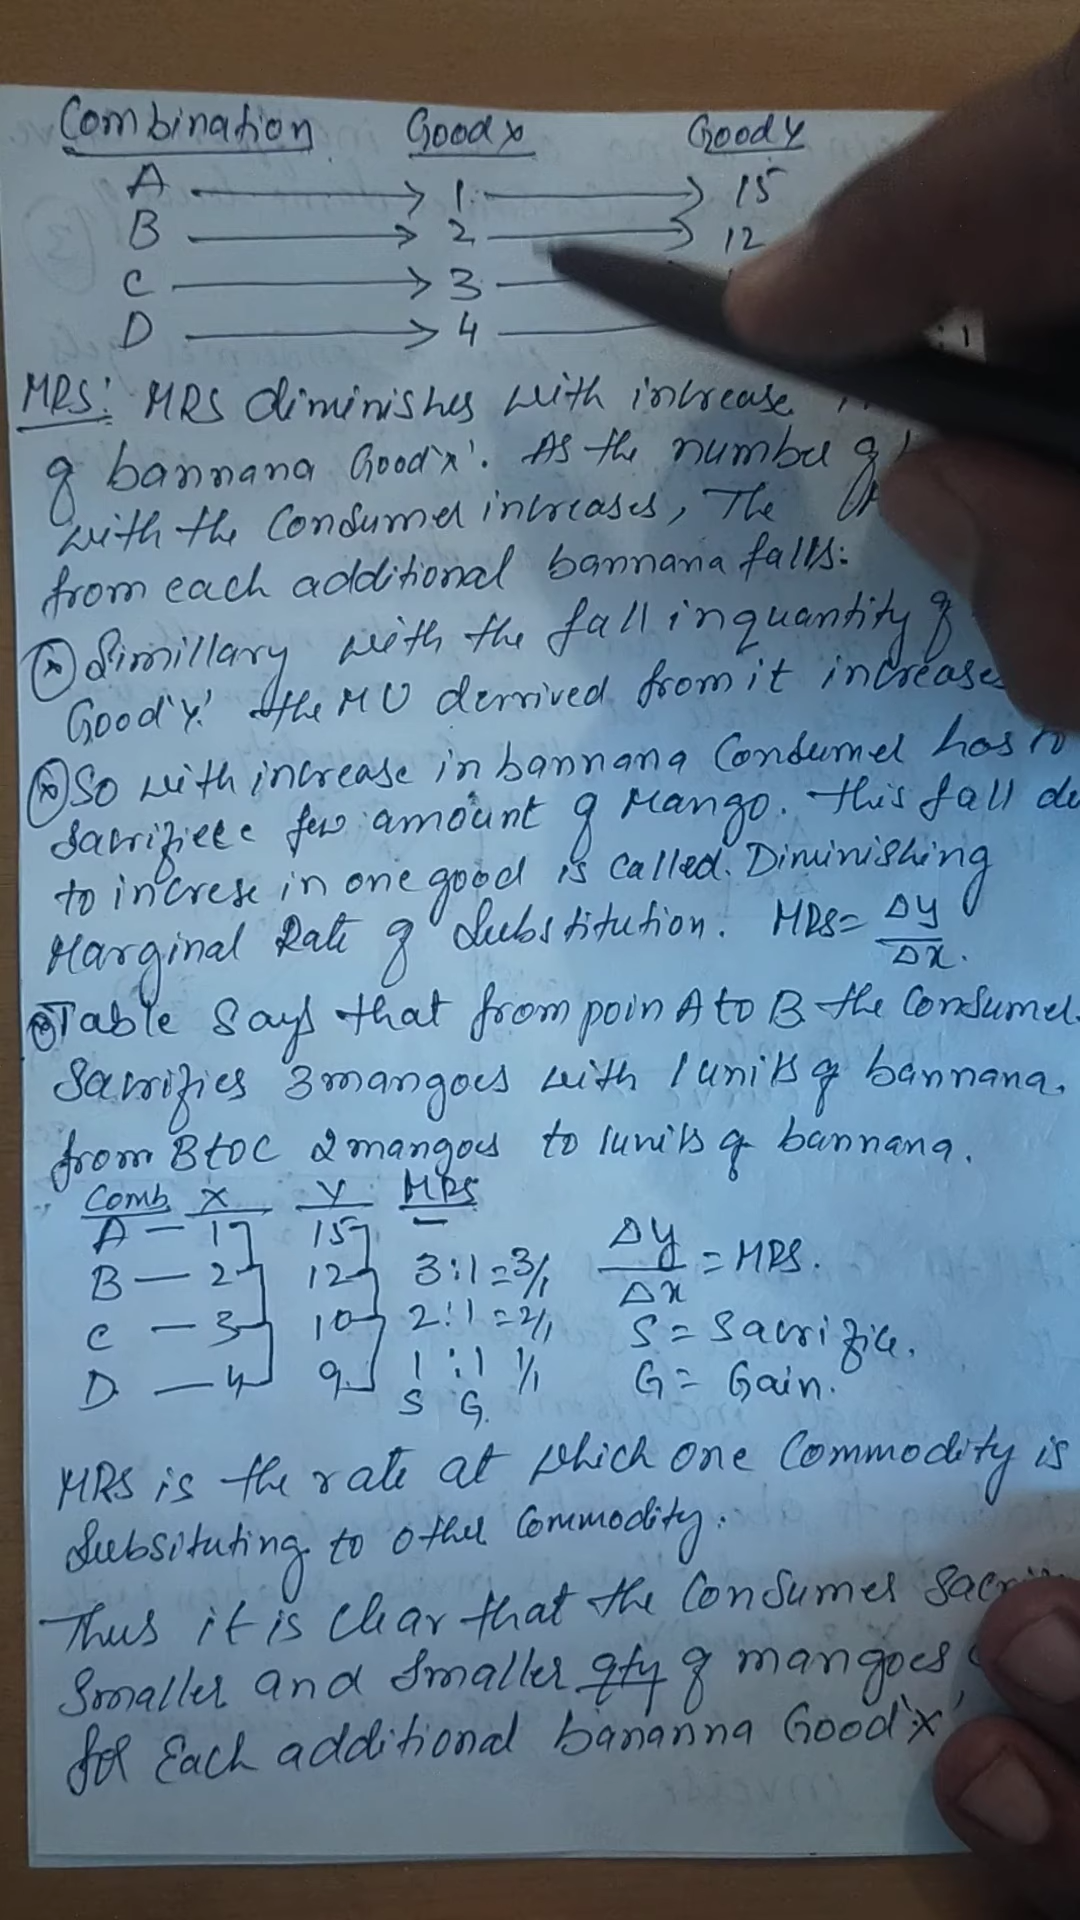 Combination Good x Good y
A → 1 → 15
B → 2 → 12
C → 3
D → 4
MRS: MRS diminishes with increase
of bannana Good 'x'. As the number of
with the Consumer increases, The
from each additional bannana falls:
Simillary with the fall in quantity of
Good 'y' the MU derrived from it increases
So with increase in bannana Consumer has to
Sacrifiece few amount of Mango. this fall
to increse in one good is called. Diminishing
Marginal Rate of Substitution. MRS = Δy/Δx.
Table Says that from poin A to B the Consumer
Sacrifies 3 mangoes with 1 units of bannana.
from B to C 2 mangoes to 1 units of bannana.
Comb X Y MRS
A — 1 15 —
B — 2 12 3:1 = 3/1 Δy/Δx = MRS.
C — 3 10 2:1 = 2/1 S = Sacrifice.
D — 4 9 1:1 1/1 G = Gain.
S G.
MRS is the rate at which one Commodity is
Subsituting to other Commodity.
Thus it is Clear that the Consumer
Smaller and Smaller qty of mangoes
for Each additional bananna Good 'x'